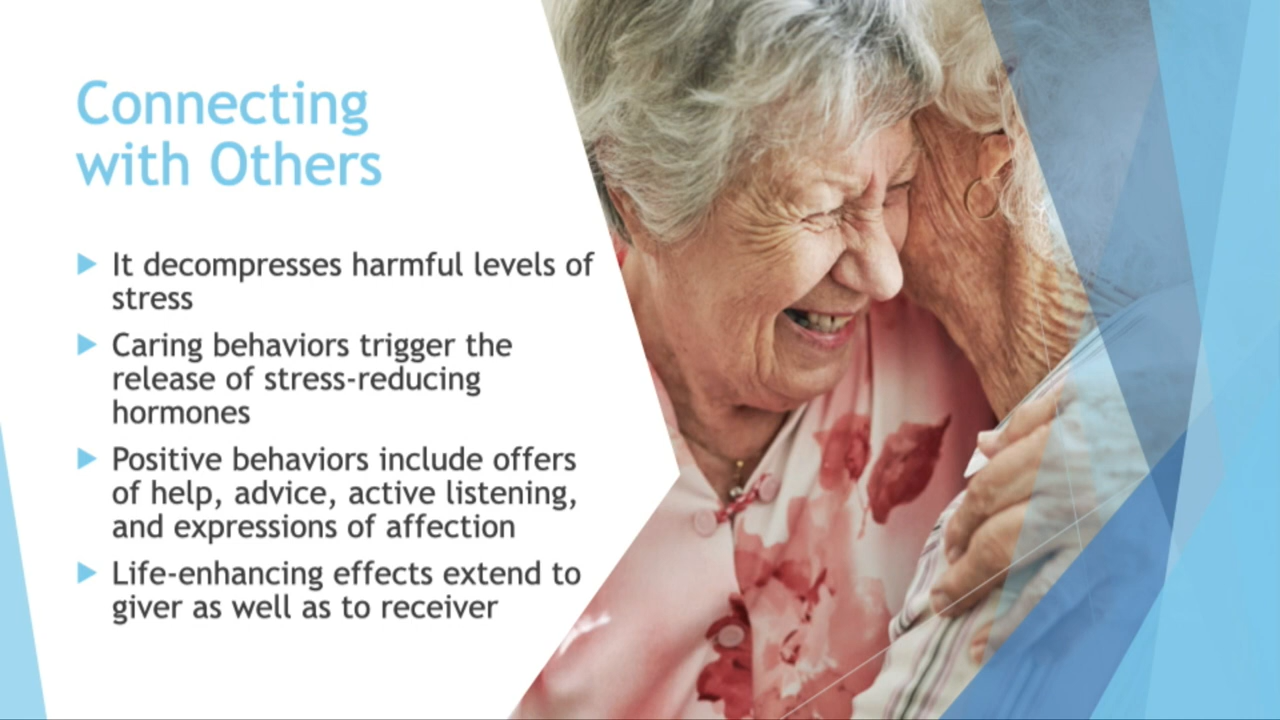 Connecting
with Others
It decompresses harmful levels of
stress
Caring behaviors trigger the
release of stress-reducing
hormones
Positive behaviors include offers
of help, advice, active listening,
and expressions of affection
Life-enhancing effects extend to
giver as well as to receiver